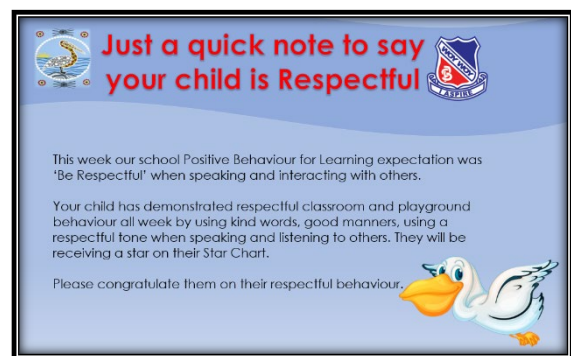 Just a quick note to say
your child is Respectful
WOY WOY
I ASPIRE
This week our school Positive Behaviour for Learning expectation was
'Be Respectful' when speaking and interacting with others.
Your child has demonstrated respectful classroom and playground
behaviour all week by using kind words, good manners, using a
respectful tone when speaking and listening to others. They will be
receiving a star on their Star Chart.
Please congratulate them on their respectful behaviour.